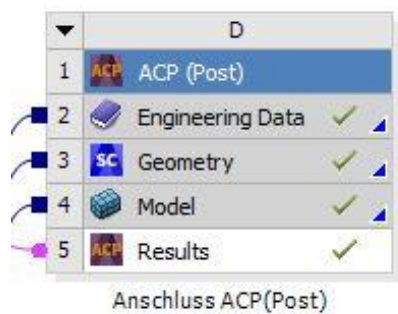 D
1 ACP ACP (Post)
2 Engineering Data
3 SC Geometry
4 Model
5 ACP Results
Anschluss ACP(Post)